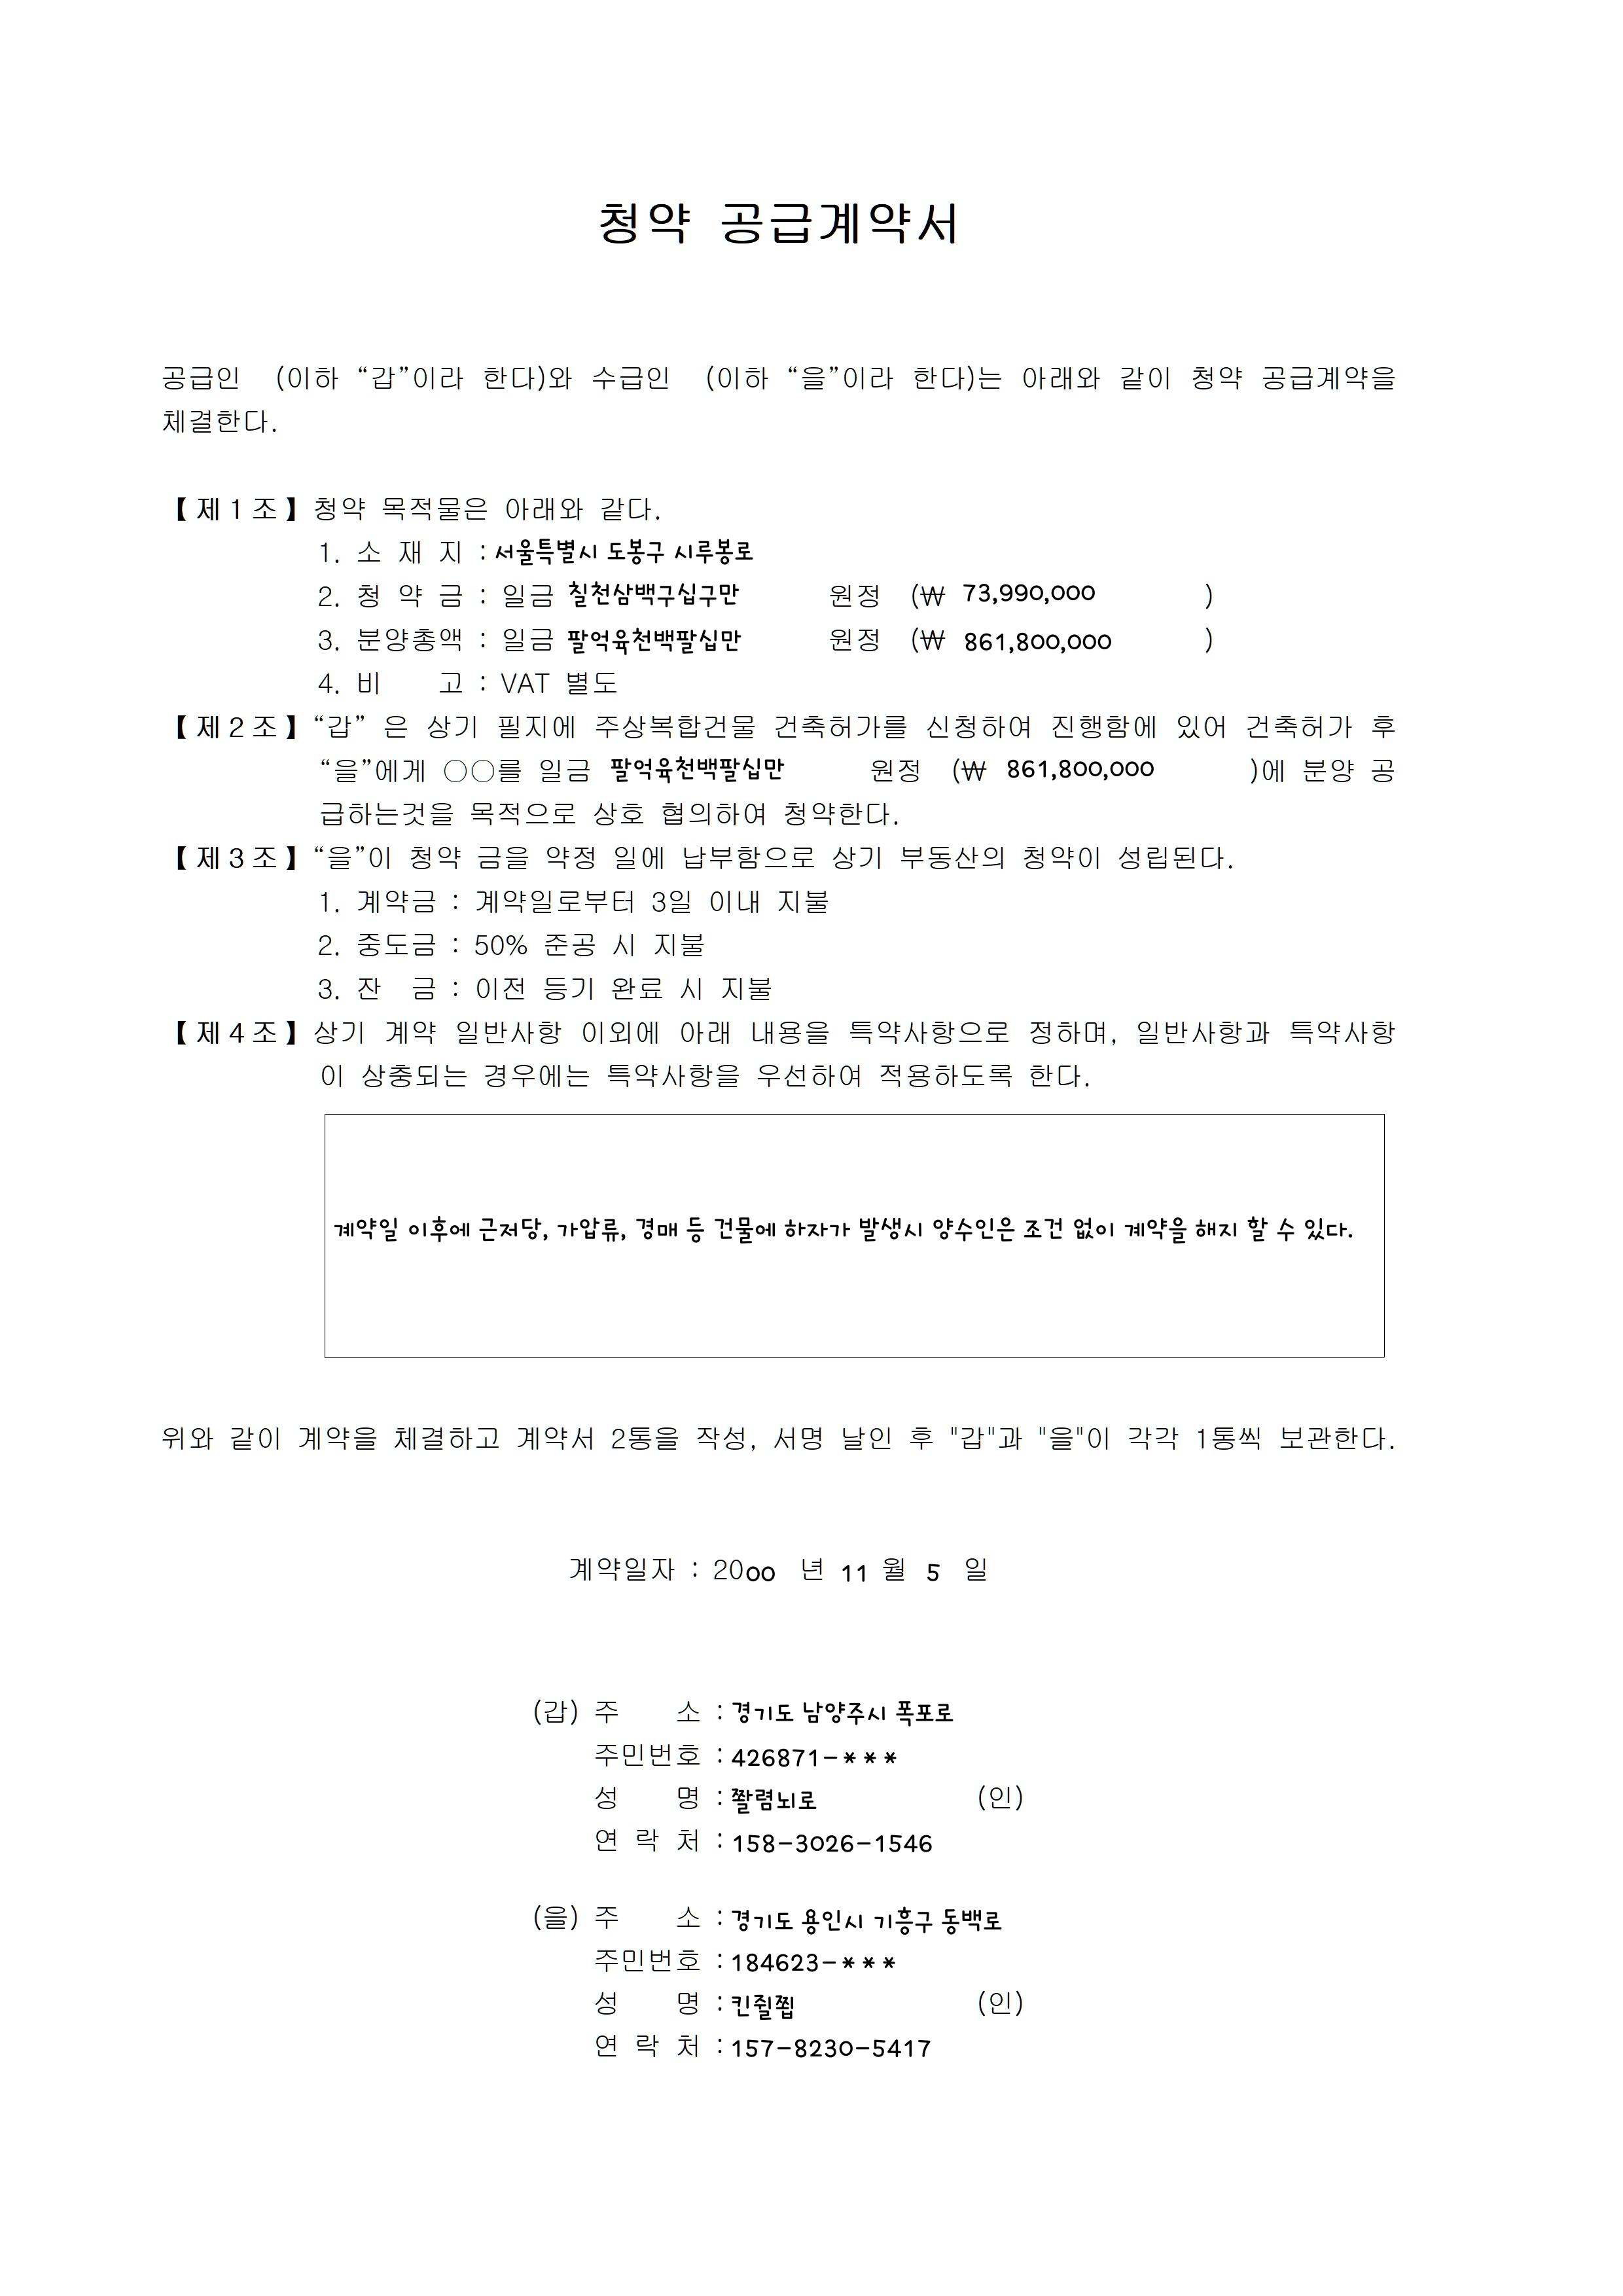 청약 공급계약서
공급인 (이하 “갑”이라 한다)와 수급인 (이하 “을”이라 한다)는 아래와 같이 청약 공급계약을
체결한다.
【제1조】청약 목적물은 아래와 같다.
1. 소 재 지 : 서울특별시 도봉구 시루봉로
2. 청 약 금 : 일금 칠천삼백구십구만 원정 (₩ 73,990,000 )
3. 분양총액 : 일금 팔억육천백팔십만 원정 (₩ 861,800,000 )
4. 비 고 : VAT 별도
【제2조】“갑” 은 상기 필지에 주상복합건물 건축허가를 신청하여 진행함에 있어 건축허가 후
“을”에게 ○○를 일금 팔억육천백팔십만 원정 (₩ 861,800,000 )에 분양 공
급하는것을 목적으로 상호 협의하여 청약한다.
【제3조】“을”이 청약 금을 약정 일에 납부함으로 상기 부동산의 청약이 성립된다.
1. 계약금 : 계약일로부터 3일 이내 지불
2. 중도금 : 50% 준공 시 지불
3. 잔 금 : 이전 등기 완료 시 지불
【제4조】상기 계약 일반사항 이외에 아래 내용을 특약사항으로 정하며, 일반사항과 특약사항
이 상충되는 경우에는 특약사항을 우선하여 적용하도록 한다.
계약일 이후에 근저당, 가압류, 경매 등 건물에 하자가 발생시 양수인은 조건 없이 계약을 해지 할 수 있다.
위와 같이 계약을 체결하고 계약서 2통을 작성, 서명 날인 후 "갑"과 "을"이 각각 1통씩 보관한다.
계약일자 : 2000 년 11 월 5 일
(갑) 주 소 : 경기도 남양주시 폭포로
주민번호 : 426871-***
성 명 : 쫠렴뇌로 (인)
연 락 처 : 158-3026-1546
(을) 주 소 : 경기도 용인시 기흥구 동백로
주민번호 : 184623-***
성 명 : 킨쥘쬡 (인)
연 락 처 : 157-8230-5417